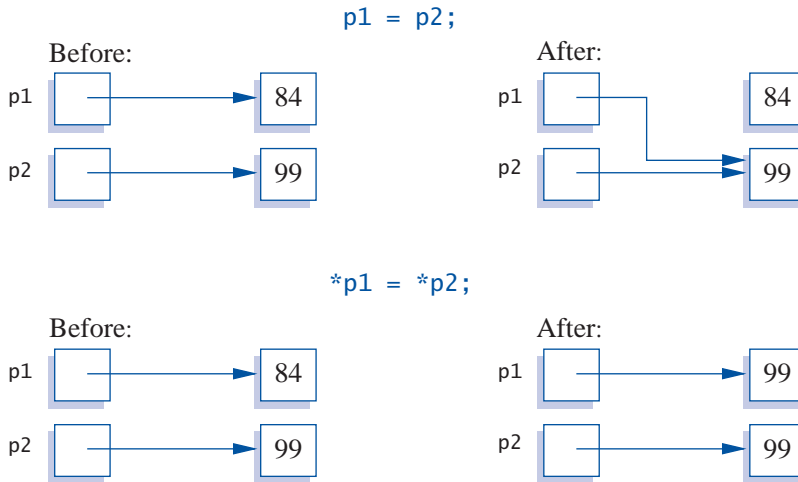 p1 = p2;
Before: After:
p1 84 p1 84
p2 99 p2 99
*p1 = *p2;
Before: After:
p1 84 p1 99
p2 99 p2 99